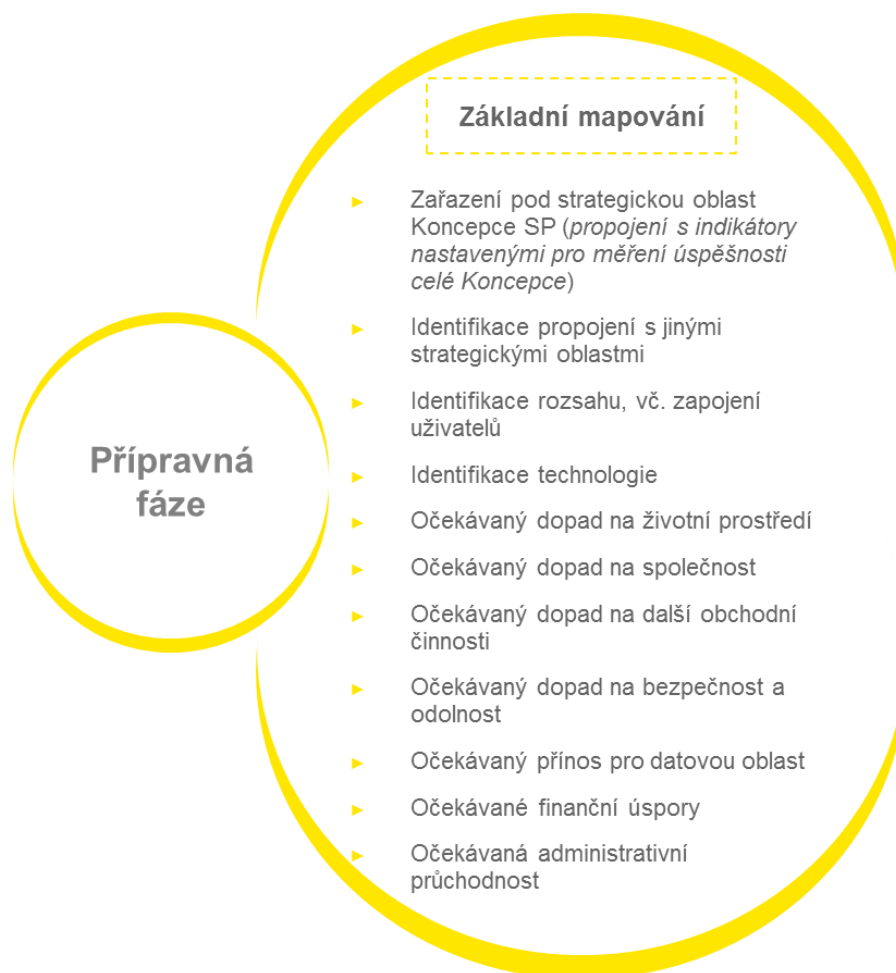 Základní mapování
► Zařazení pod strategickou oblast
Koncepce SP (propojení s indikátory
nastavenými pro měření úspěšnosti
celé Koncepce)
► Identifikace propojení s jinými
strategickými oblastmi
► Identifikace rozsahu, vč. zapojení
uživatelů
► Identifikace technologie
► Očekávaný dopad na životní prostředí
► Očekávaný dopad na společnost
► Očekávaný dopad na další obchodní
činnosti
► Očekávaný dopad na bezpečnost a
odolnost
► Očekávaný přínos pro datovou oblast
► Očekávané finanční úspory
► Očekávaná administrativní
průchodnost
Přípravná
fáze